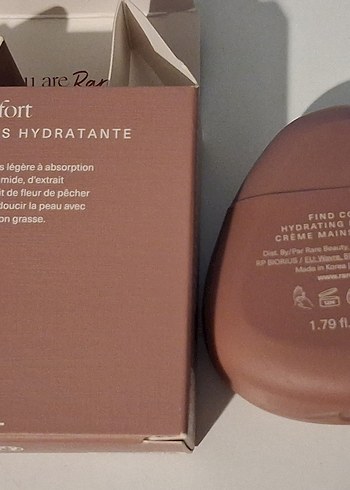 u are Rar
fort
S HYDRATANTE
s légère à absorption
mide, d'extrait
it de fleur de pêcher
doucir la peau avec
on grasse.
FIND CO
HYDRATING
CRÈME MAINS
Dist. By/Par Rare Beauty,
RP BIORIUS / EU, Wavre, BE
Made in Korea
www.rar
1.79 fl.